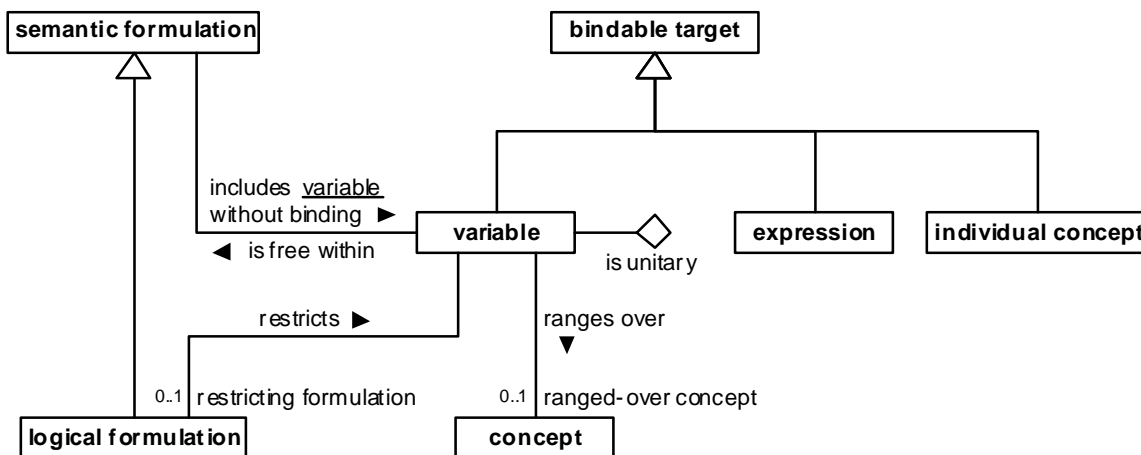 semantic formulation
bindable target
includes variable
without binding ►
◄ is free within
variable
is unitary
expression
individual concept
restricts ►
ranges over
▼
0..1 restricting formulation
0..1 ranged-over concept
logical formulation
concept